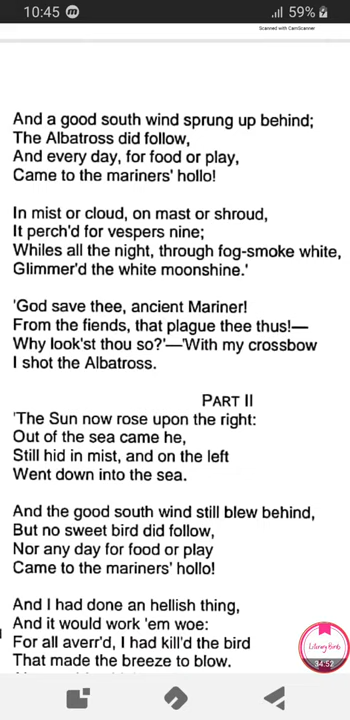 10:45 m 59%
Scanned with CamScanner
And a good south wind sprung up behind;
The Albatross did follow,
And every day, for food or play,
Came to the mariners' hollo!
In mist or cloud, on mast or shroud,
It perch'd for vespers nine;
Whiles all the night, through fog-smoke white,
Glimmer'd the white moonshine.'
'God save thee, ancient Mariner!
From the fiends, that plague thee thus!—
Why look'st thou so?'—'With my crossbow
I shot the Albatross.
PART II
'The Sun now rose upon the right:
Out of the sea came he,
Still hid in mist, and on the left
Went down into the sea.
And the good south wind still blew behind,
But no sweet bird did follow,
Nor any day for food or play
Came to the mariners' hollo!
And I had done an hellish thing,
And it would work 'em woe:
For all averr'd, I had kill'd the bird
That made the breeze to blow.
Literary Birds
34:52